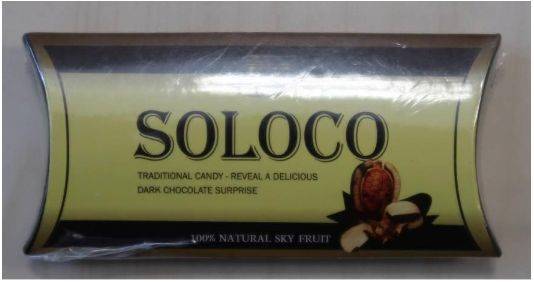 SOLOCO
TRADITIONAL CANDY - REVEAL A DELICIOUS
DARK CHOCOLATE SURPRISE
100% NATURAL SKY FRUIT